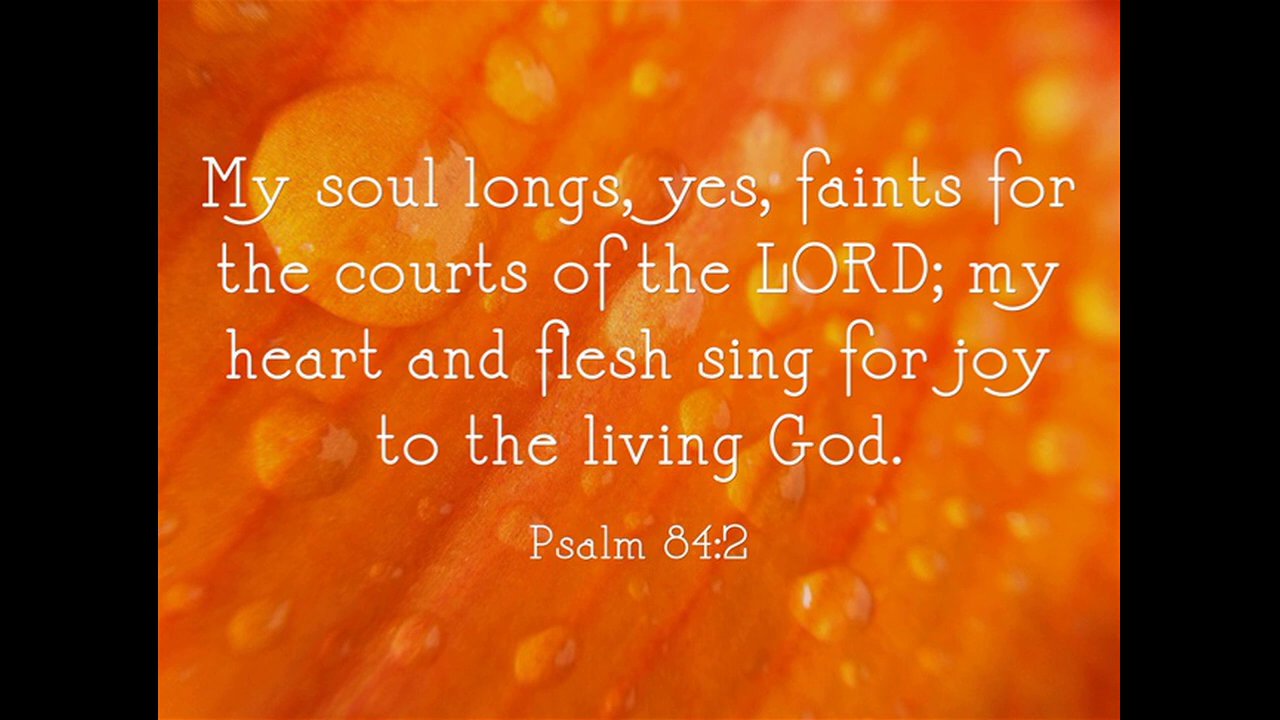 My soul longs, yes, faints for
the courts of the LORD; my
heart and flesh sing for joy
to the living God.
Psalm 84:2